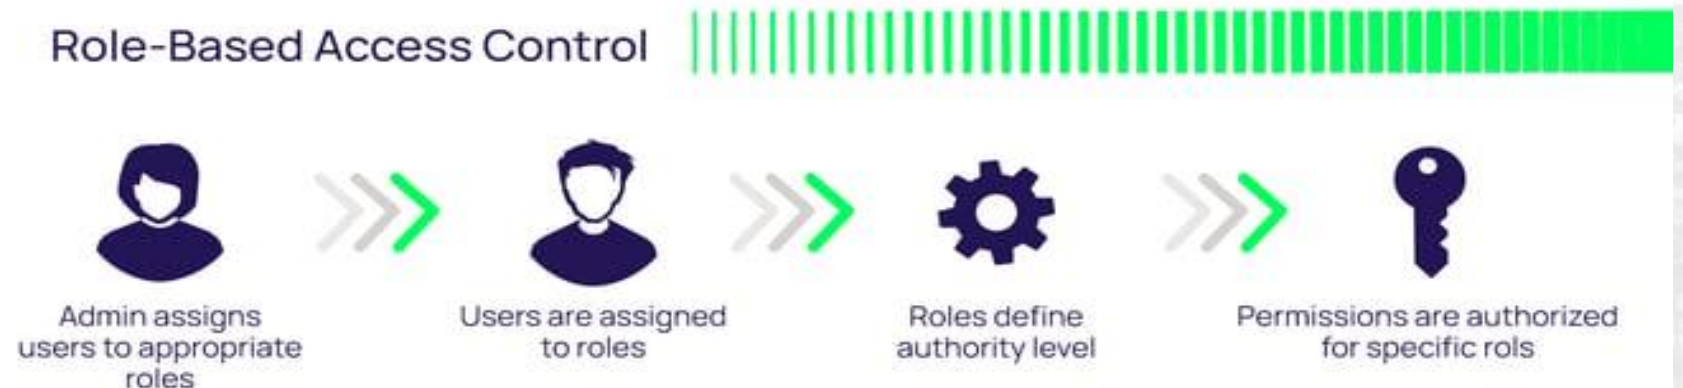 Role-Based Access Control
Admin assigns
users to appropriate
roles
Users are assigned
to roles
Roles define
authority level
Permissions are authorized
for specific rols